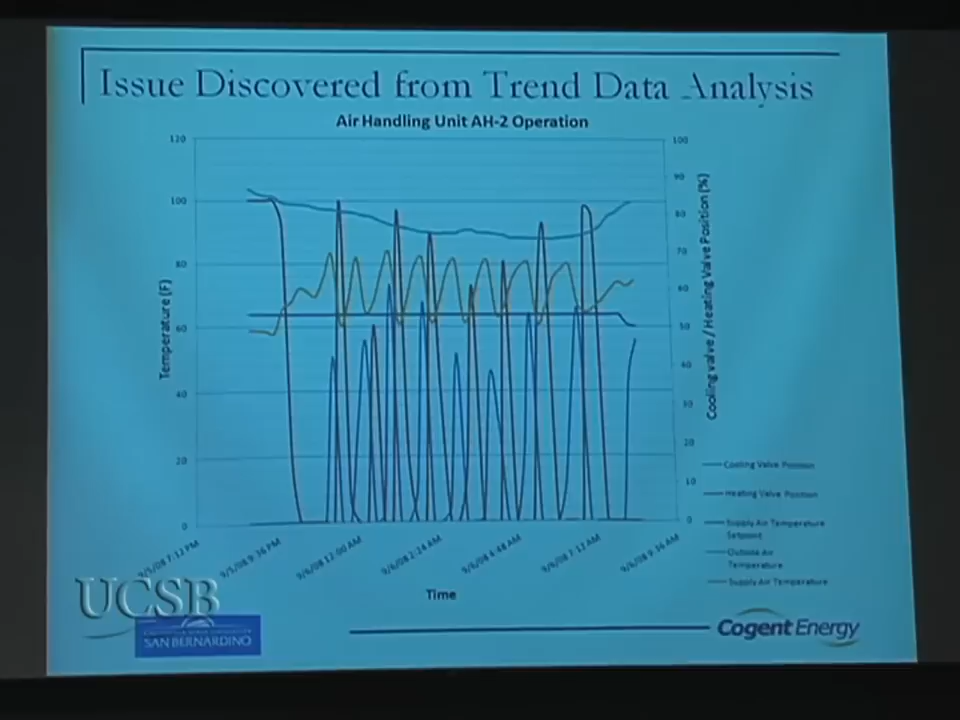 Issue Discovered from Trend Data Analysis
Air Handling Unit AH-2 Operation
120
100
80
60
40
20
0
Temperature (F)
100
90
80
70
60
50
40
30
20
10
0
Cooling valve / Heating Valve Position (%)
9/5/08 7:12 PM
9/5/08 9:36 PM
9/6/08 12:00 AM
9/6/08 2:24 AM
9/6/08 4:48 AM
9/6/08 7:12 AM
9/6/08 9:36 AM
Time
Cooling Valve Position
Heating Valve Position
Supply Air Temperature
Setpoint
Outside Air
Temperature
Supply Air Temperature
UCSB
SAN BERNARDINO
Cogent Energy